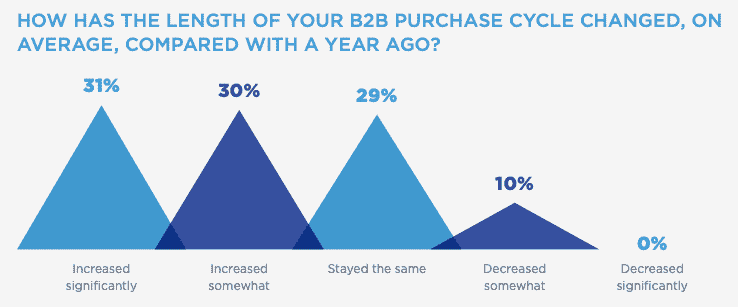 HOW HAS THE LENGTH OF YOUR B2B PURCHASE CYCLE CHANGED, ON
AVERAGE, COMPARED WITH A YEAR AGO?
31%
30%
29%
10%
0%
Increased
significantly
Increased
somewhat
Stayed the same
Decreased
somewhat
Decreased
significantly